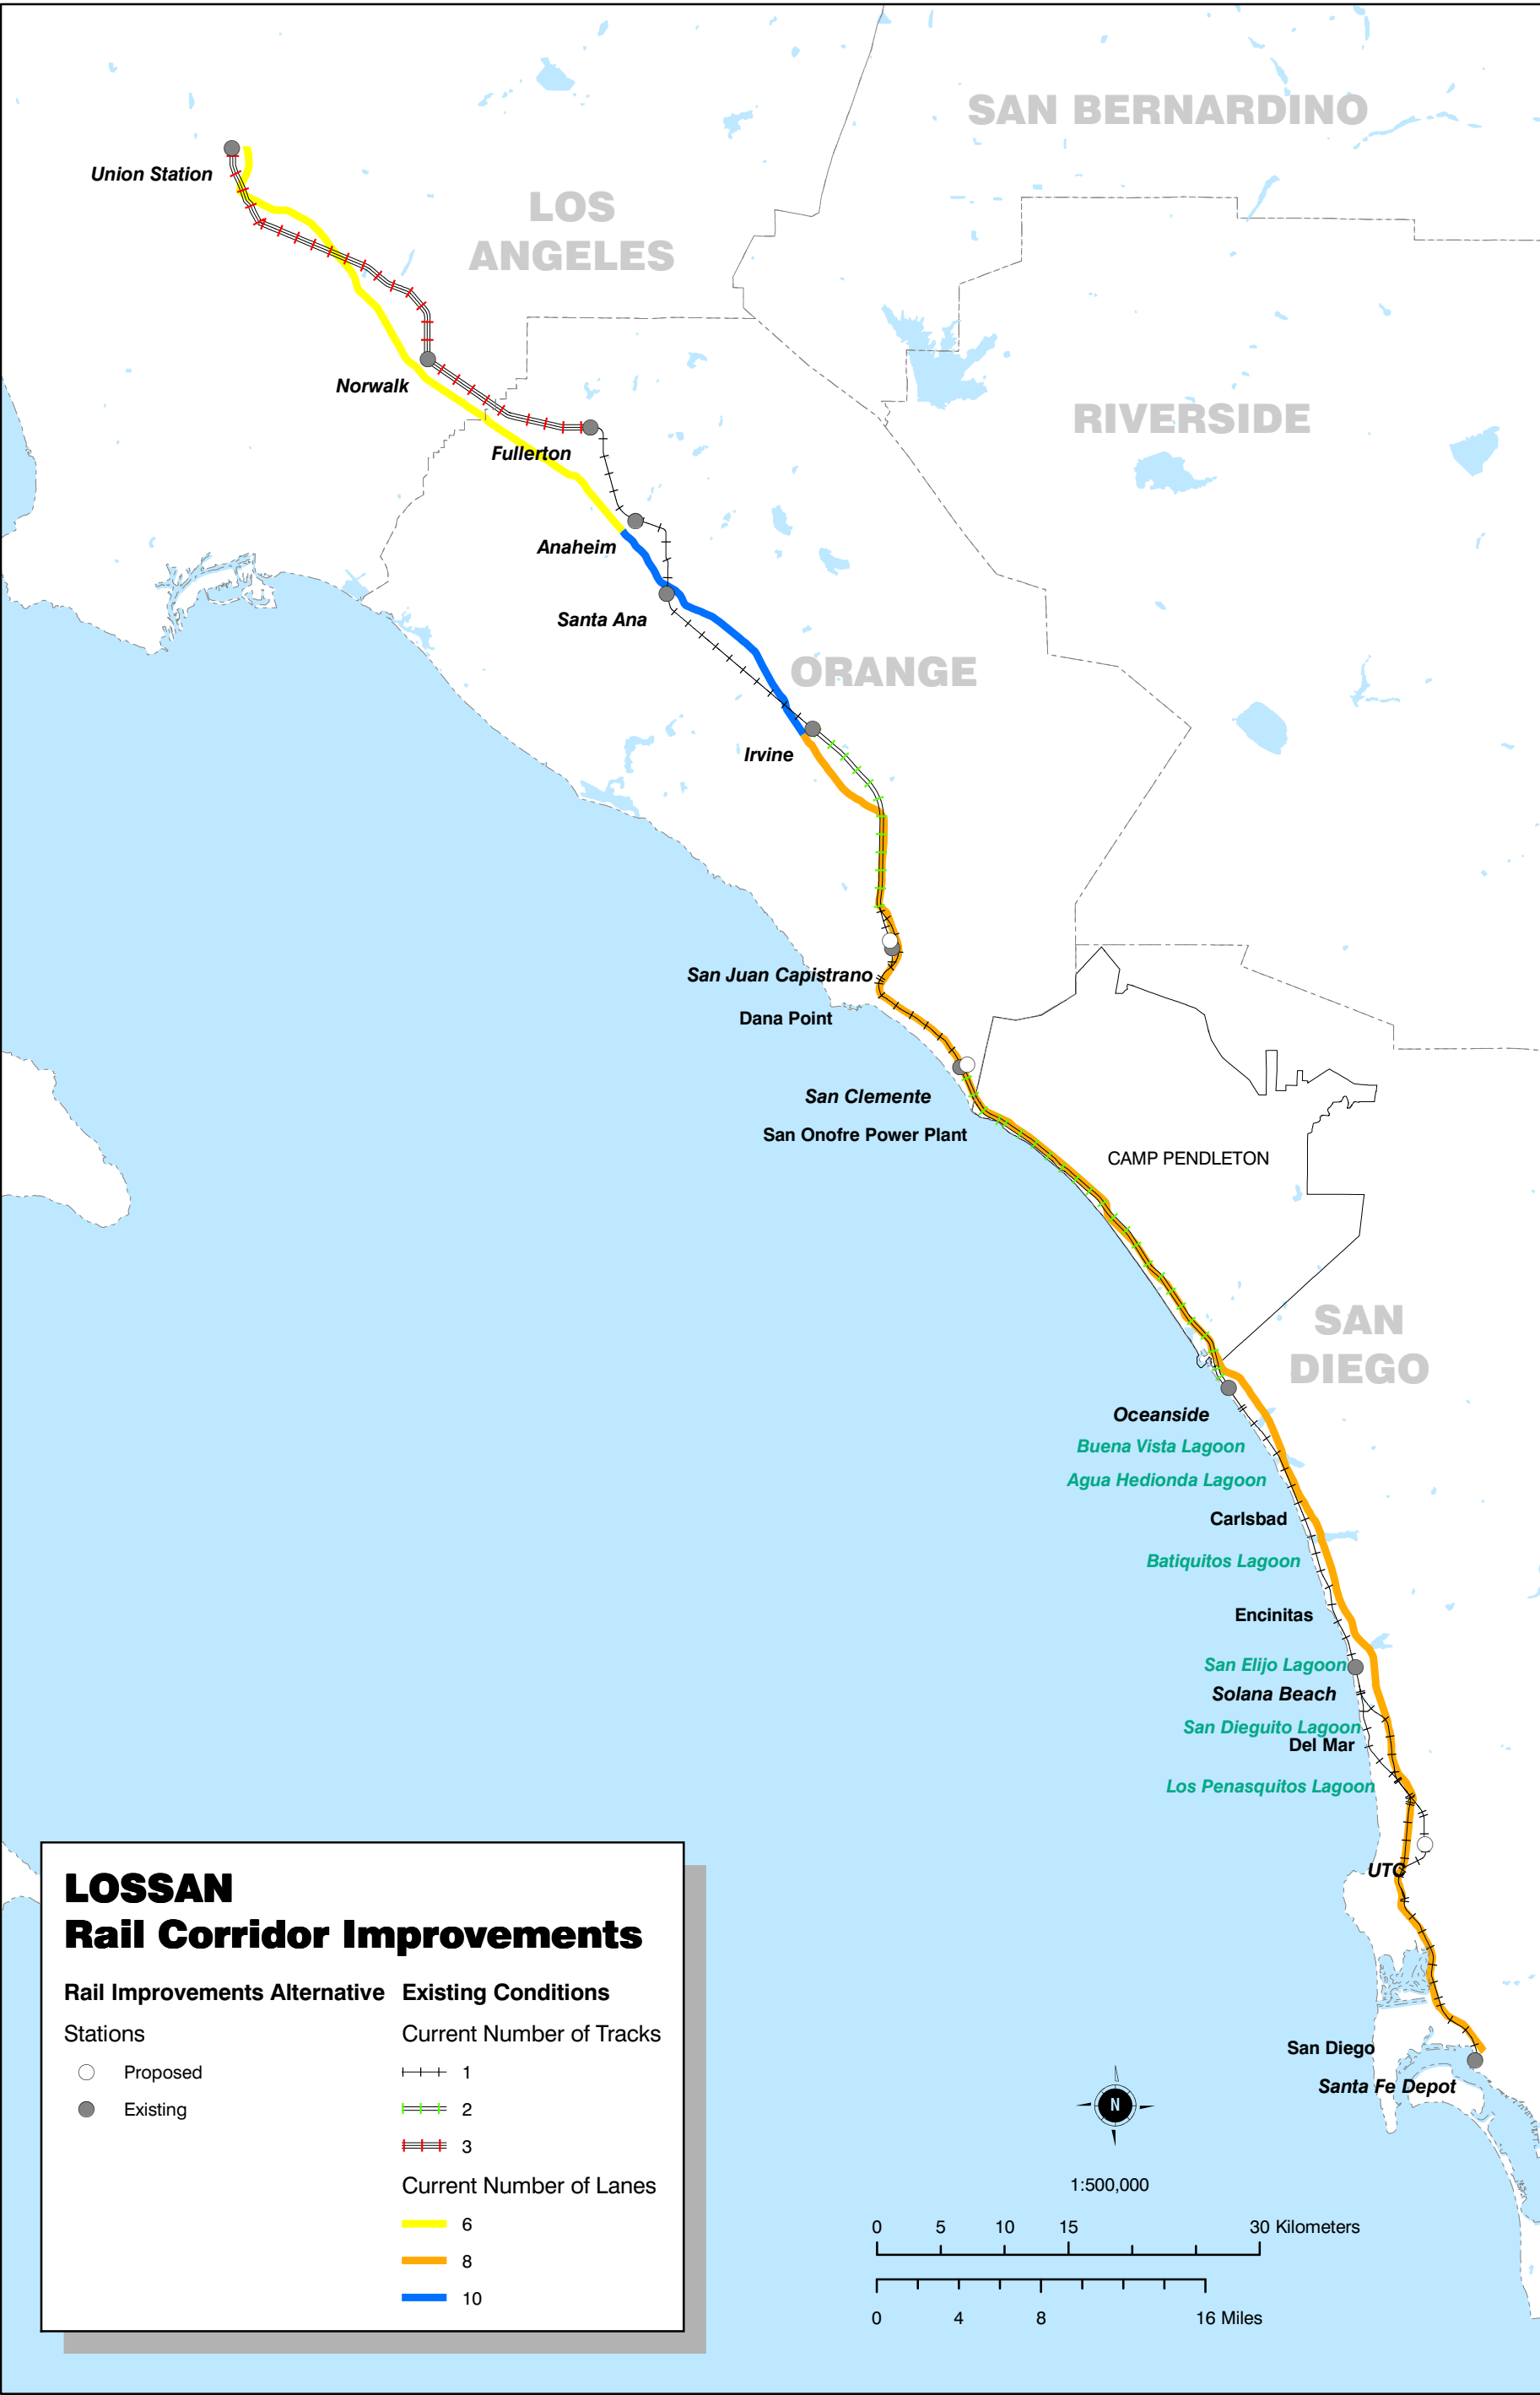 SAN BERNARDINO
Union Station
LOS
ANGELES
Norwalk
RIVERSIDE
Fullerton
Anaheim
Santa Ana
ORANGE
Irvine
San Juan Capistrano
Dana Point
San Clemente
San Onofre Power Plant
CAMP PENDLETON
SAN
DIEGO
Oceanside
Buena Vista Lagoon
Agua Hedionda Lagoon
Carlsbad
Batiquitos Lagoon
Encinitas
San Elijo Lagoon
Solana Beach
San Dieguito Lagoon
Del Mar
Los Penasquitos Lagoon
UTC
San Diego
Santa Fe Depot
LOSSAN
Rail Corridor Improvements
Rail Improvements Alternative
Stations
Proposed
Existing
Existing Conditions
Current Number of Tracks
1
2
3
Current Number of Lanes
6
8
10
N
1:500,000
0 5 10 15 30 Kilometers
0 4 8 16 Miles